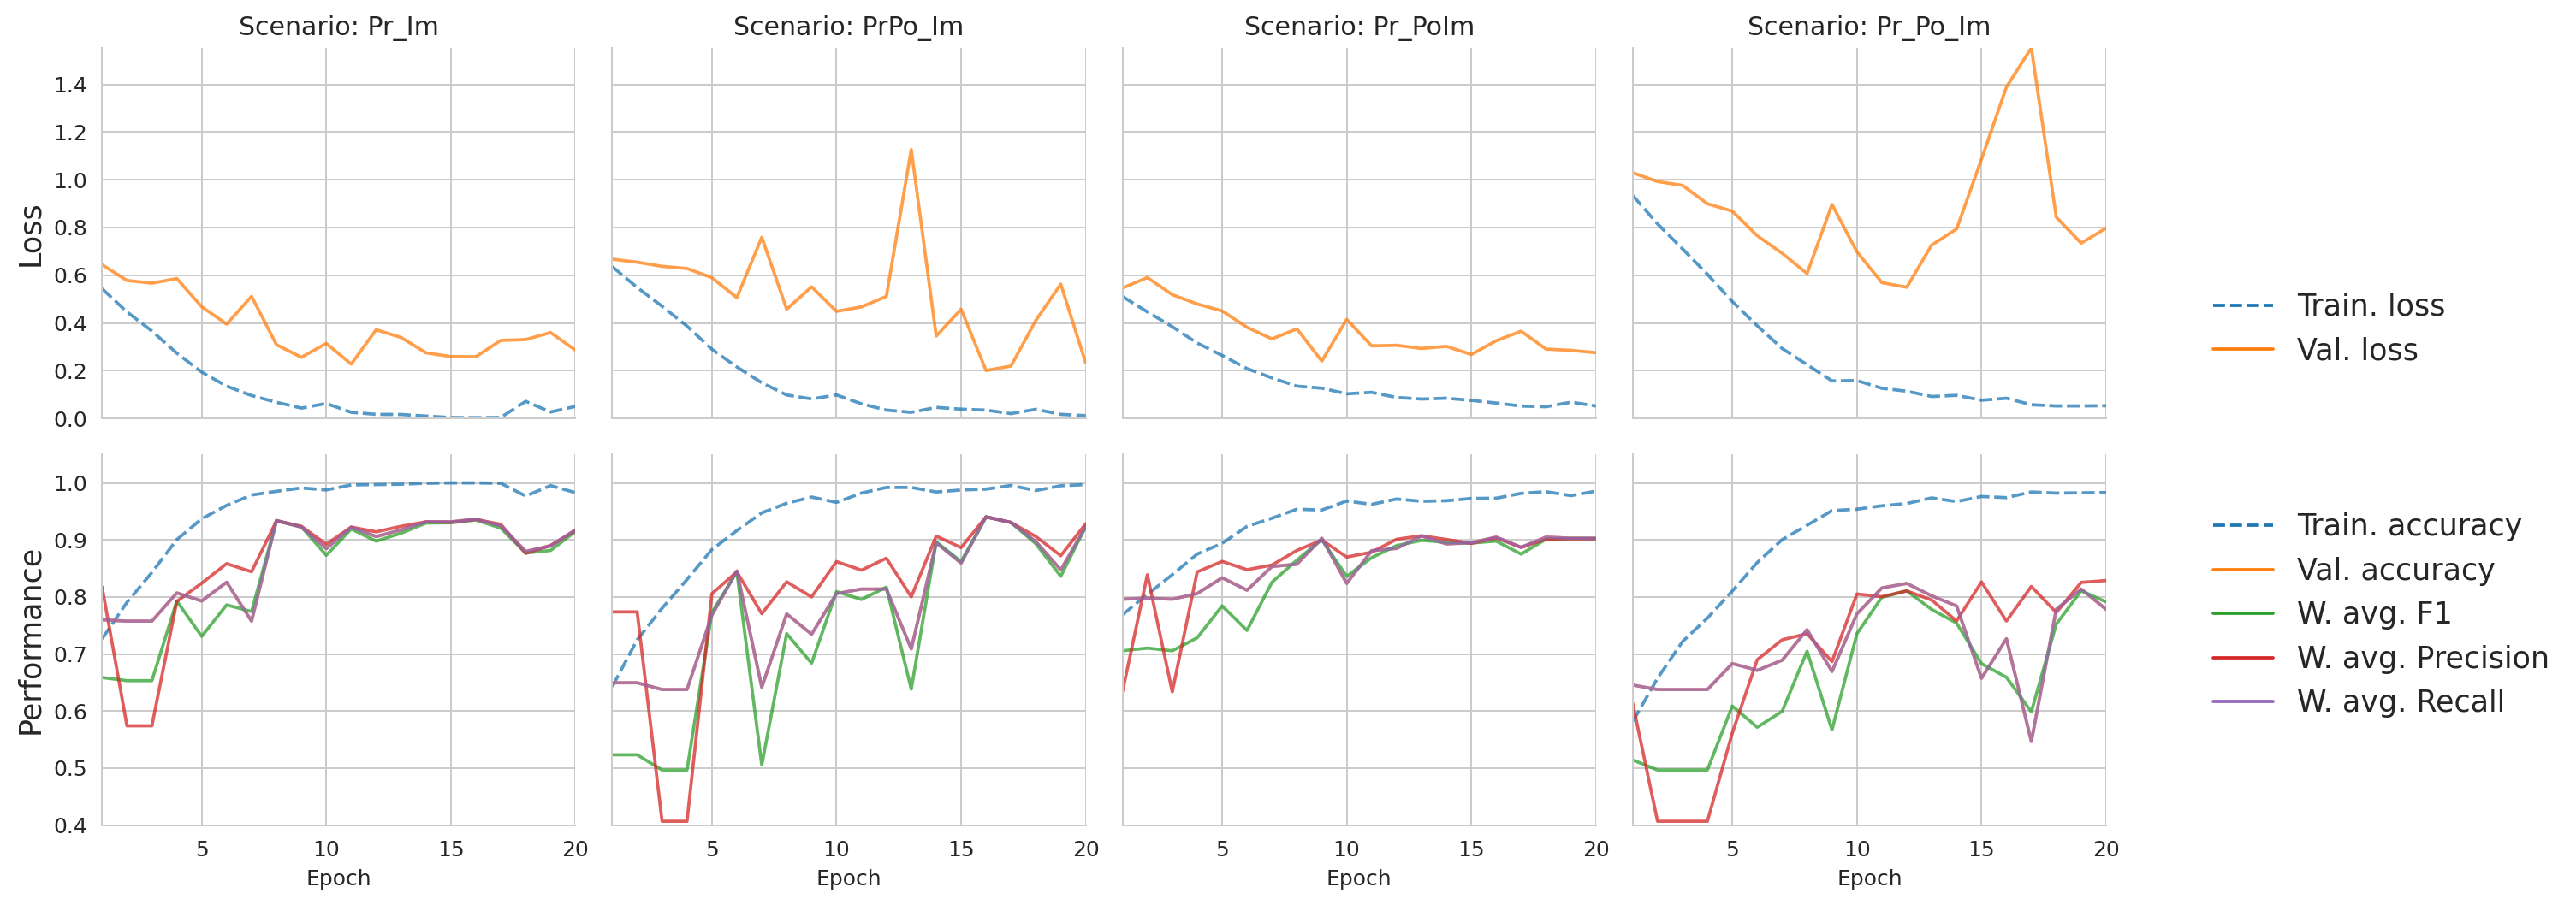 Scenario: Pr_Im
Scenario: PrPo_Im
Scenario: Pr_PoIm
Scenario: Pr_Po_Im
Loss
1.4
1.2
1.0
0.8
0.6
0.4
0.2
0.0
Train. loss
Val. loss
Performance
1.0
0.9
0.8
0.7
0.6
0.5
0.4
Train. accuracy
Val. accuracy
W. avg. F1
W. avg. Precision
W. avg. Recall
5 10 15 20
5 10 15 20
5 10 15 20
5 10 15 20
Epoch
Epoch
Epoch
Epoch